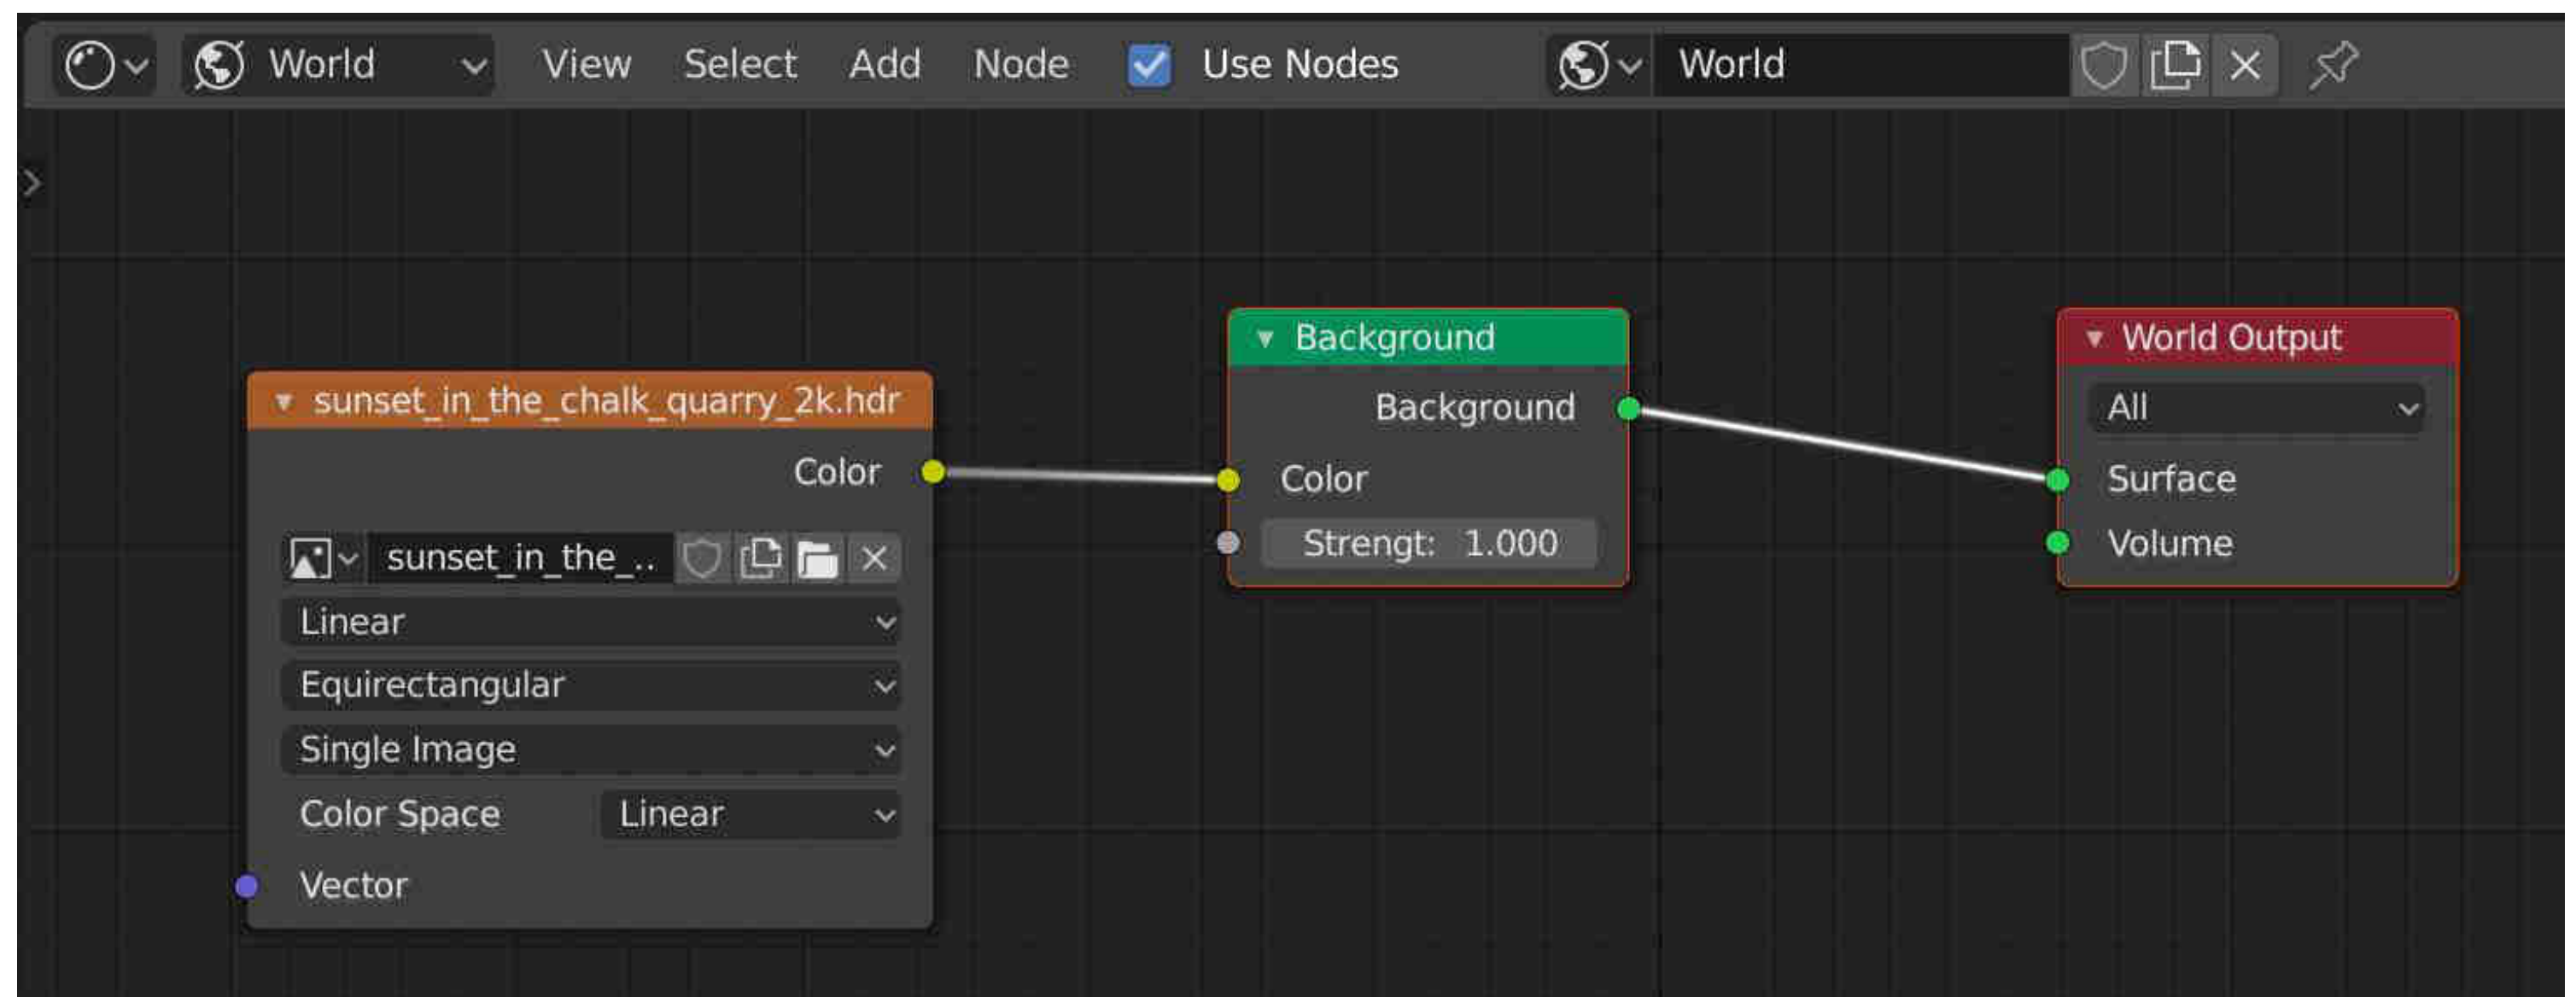 World View Select Add Node Use Nodes World
sunset_in_the_chalk_quarry_2k.hdr
Color
sunset_in_the_..
Linear
Equirectangular
Single Image
Color Space Linear
Vector
Background
Background
Color
Strengt: 1.000
World Output
All
Surface
Volume